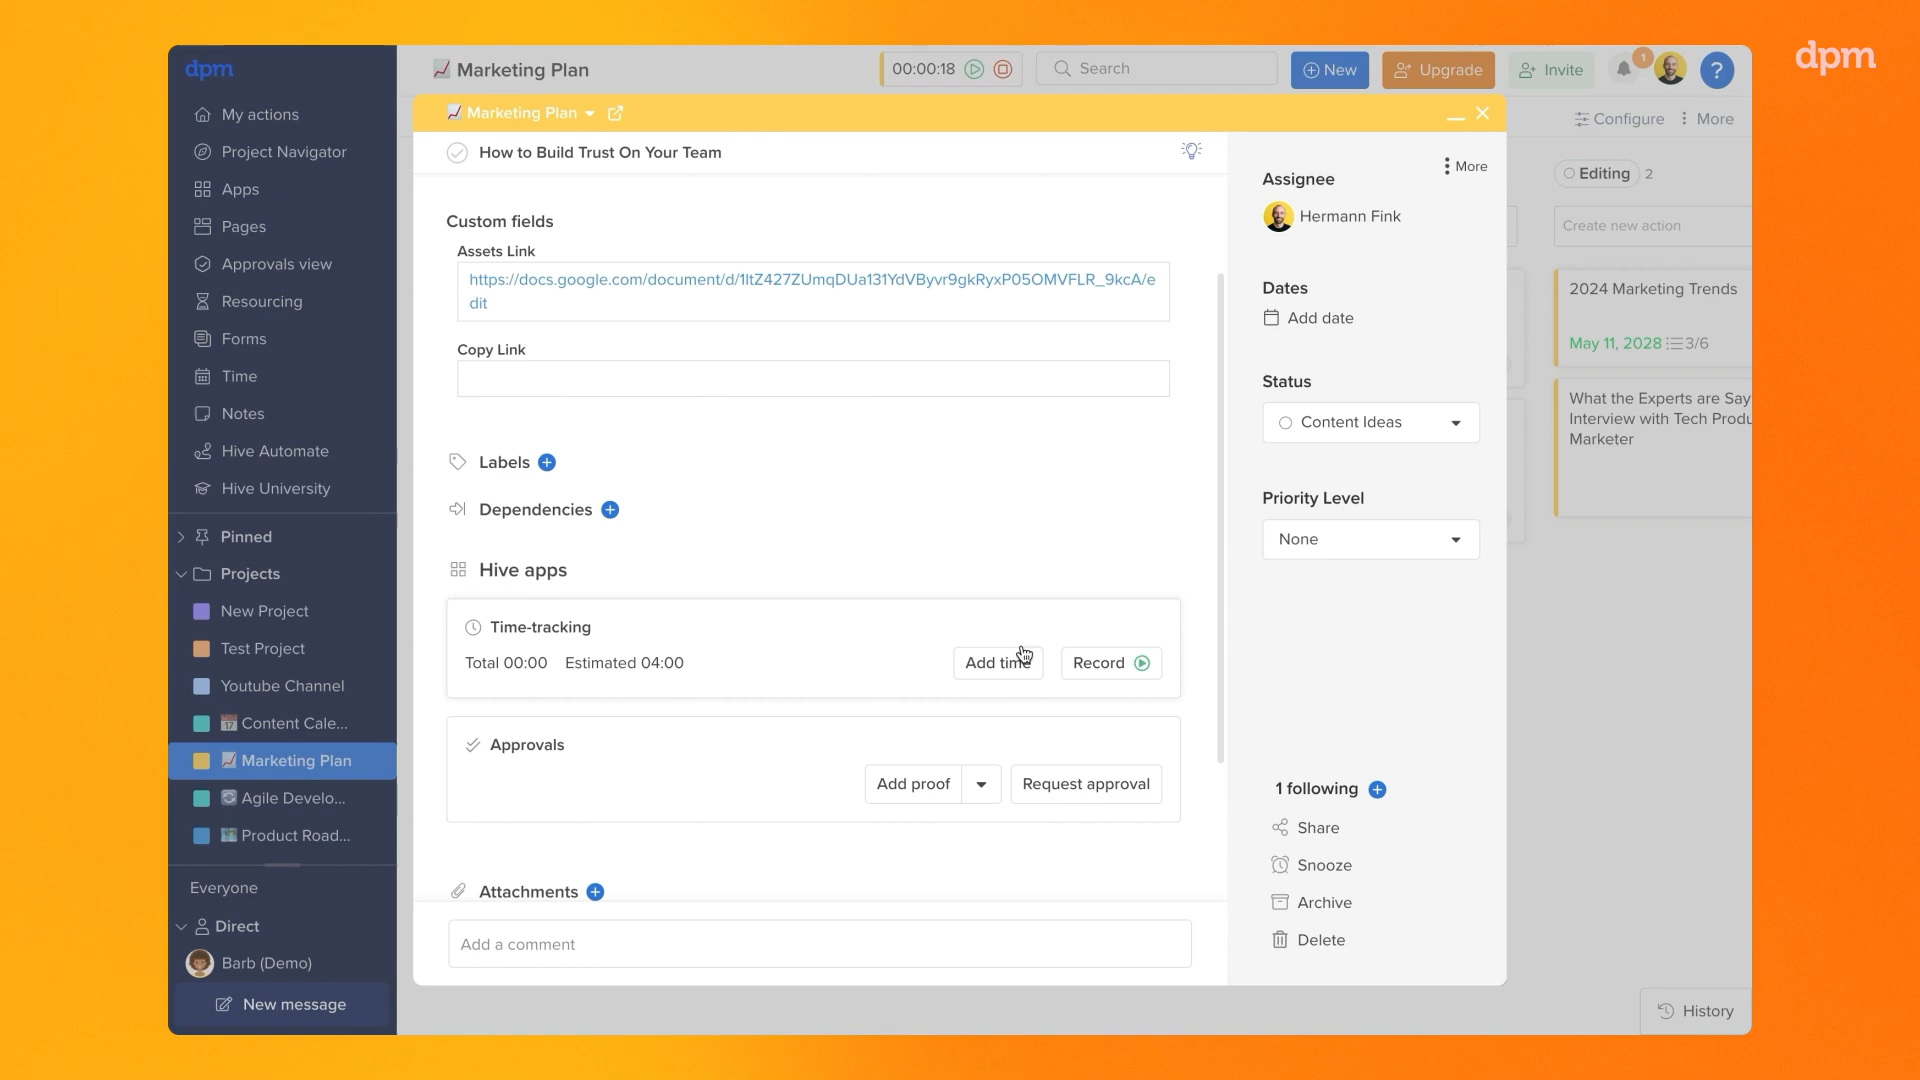 dpm
dpm
Marketing Plan
00:00:18
Search
New
Upgrade
Invite
1
?
My actions
Project Navigator
Apps
Pages
Approvals view
Resourcing
Forms
Time
Notes
Hive Automate
Hive University
Pinned
Projects
New Project
Test Project
Youtube Channel
17 Content Cale...
Marketing Plan
Agile Develo...
Product Road...
Everyone
Direct
Barb (Demo)
New message
Marketing Plan
How to Build Trust On Your Team
Custom fields
Assets Link
https://docs.google.com/document/d/1ltZ427ZUmqDUa131YdVByvr9gkRyxP05OMVFLR_9kcA/e
dit
Copy Link
Labels
Dependencies
Hive apps
Time-tracking
Total 00:00 Estimated 04:00
Add time
Record
Approvals
Add proof
Request approval
Attachments
Add a comment
More
Assignee
Hermann Fink
Dates
Add date
Status
Content Ideas
Priority Level
None
1 following
Share
Snooze
Archive
Delete
Configure
More
Editing 2
Create new action
2024 Marketing Trends
May 11, 2028 3/6
What the Experts are Say
Interview with Tech Produ
Marketer
History